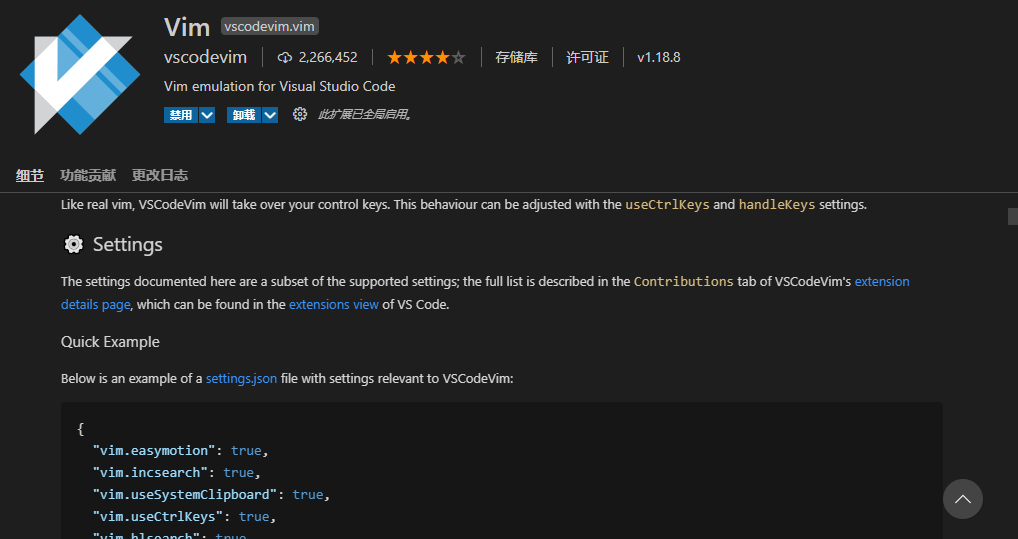 Vim vscodevim.vim
vscodevim 2,266,452 存储库 许可证 v1.18.8
Vim emulation for Visual Studio Code
禁用 卸载 此扩展已全局启用。
细节 功能贡献 更改日志
Like real vim, VSCodeVim will take over your control keys. This behaviour can be adjusted with the useCtrlKeys and handleKeys settings.
Settings
The settings documented here are a subset of the supported settings; the full list is described in the Contributions tab of VSCodeVim's extension
details page, which can be found in the extensions view of VS Code.
Quick Example
Below is an example of a settings.json file with settings relevant to VSCodeVim:
{
"vim.easymotion": true,
"vim.incsearch": true,
"vim.useSystemClipboard": true,
"vim.useCtrlKeys": true,
"vim.hlsearch": true,